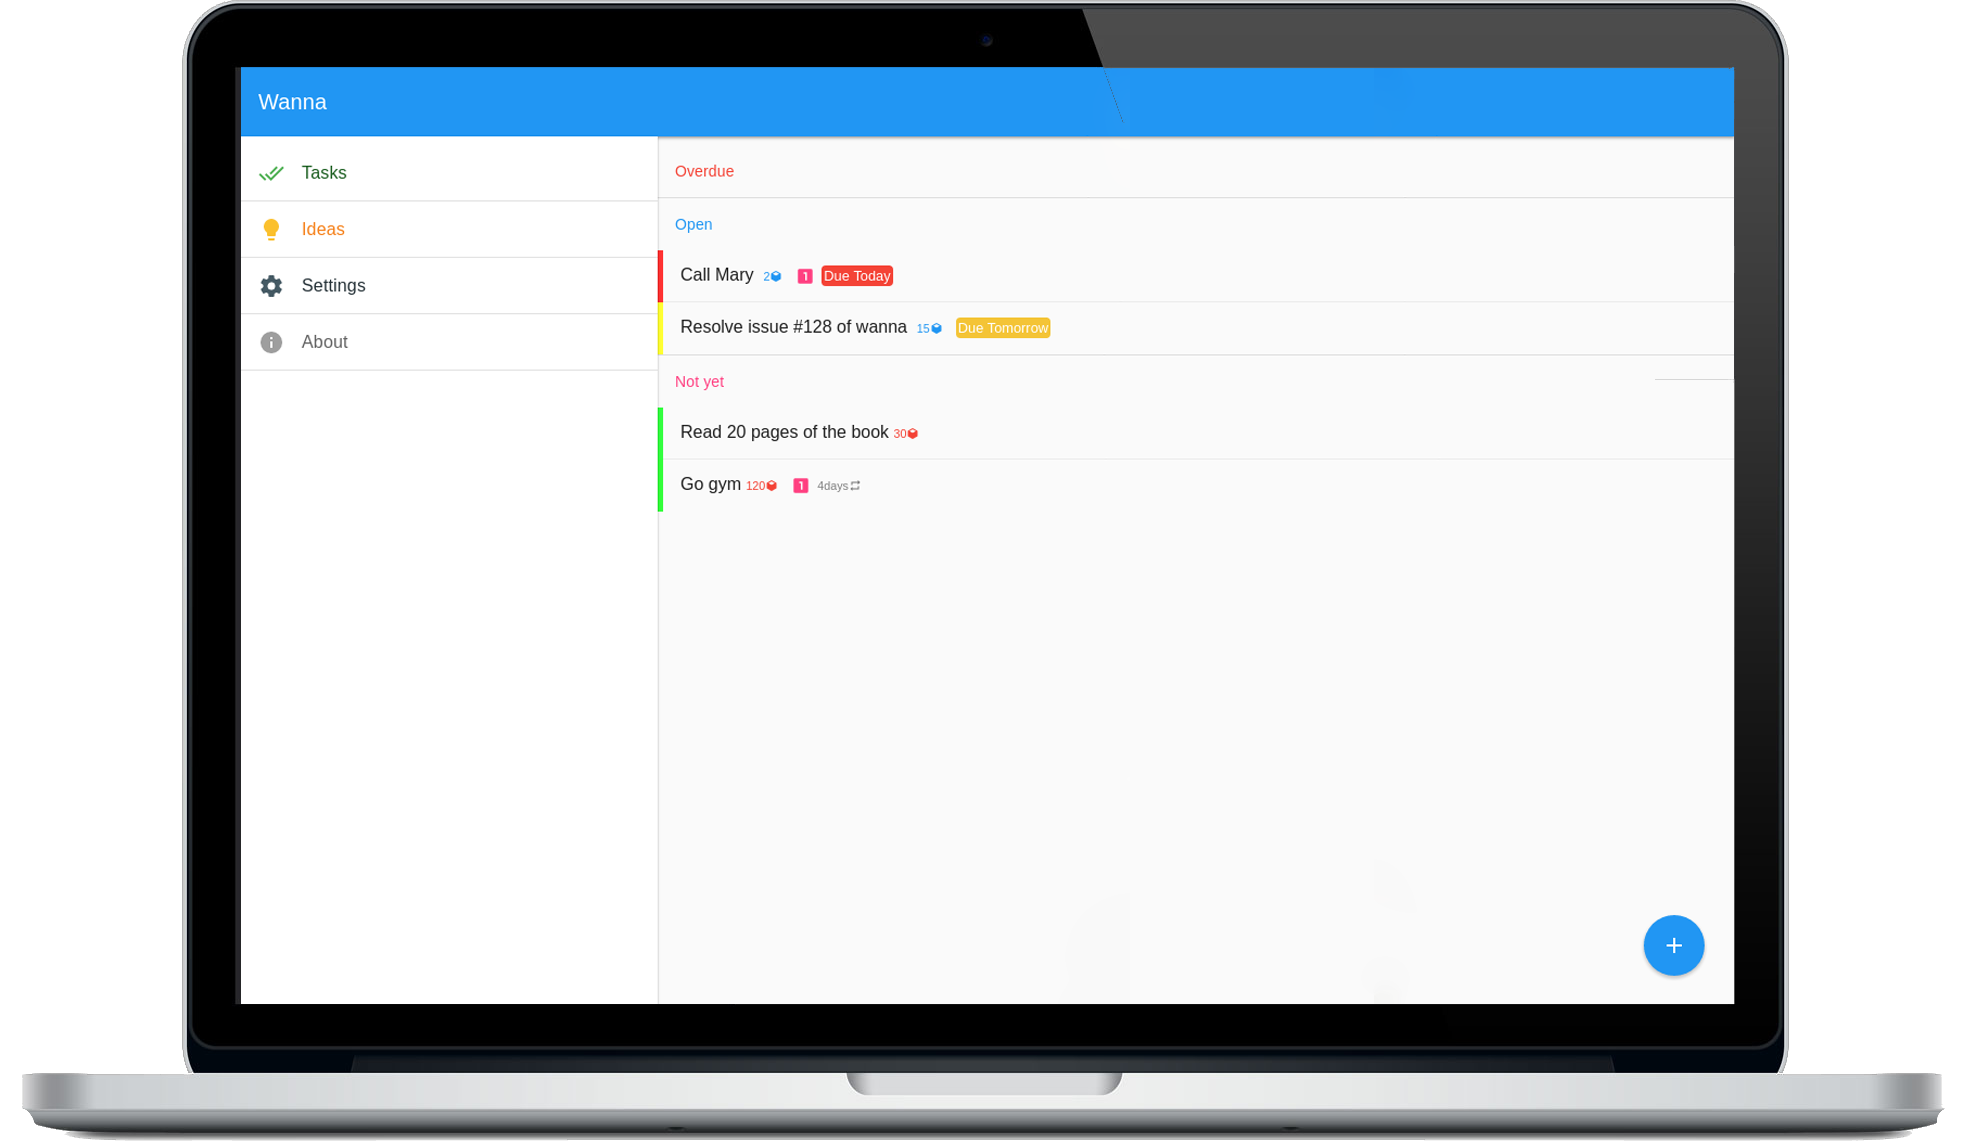 Wanna
Tasks
Ideas
Settings
About
Overdue
Open
Call Mary 2 1 Due Today
Resolve issue #128 of wanna 15 Due Tomorrow
Not yet
Read 20 pages of the book 30
Go gym 120 1 4days